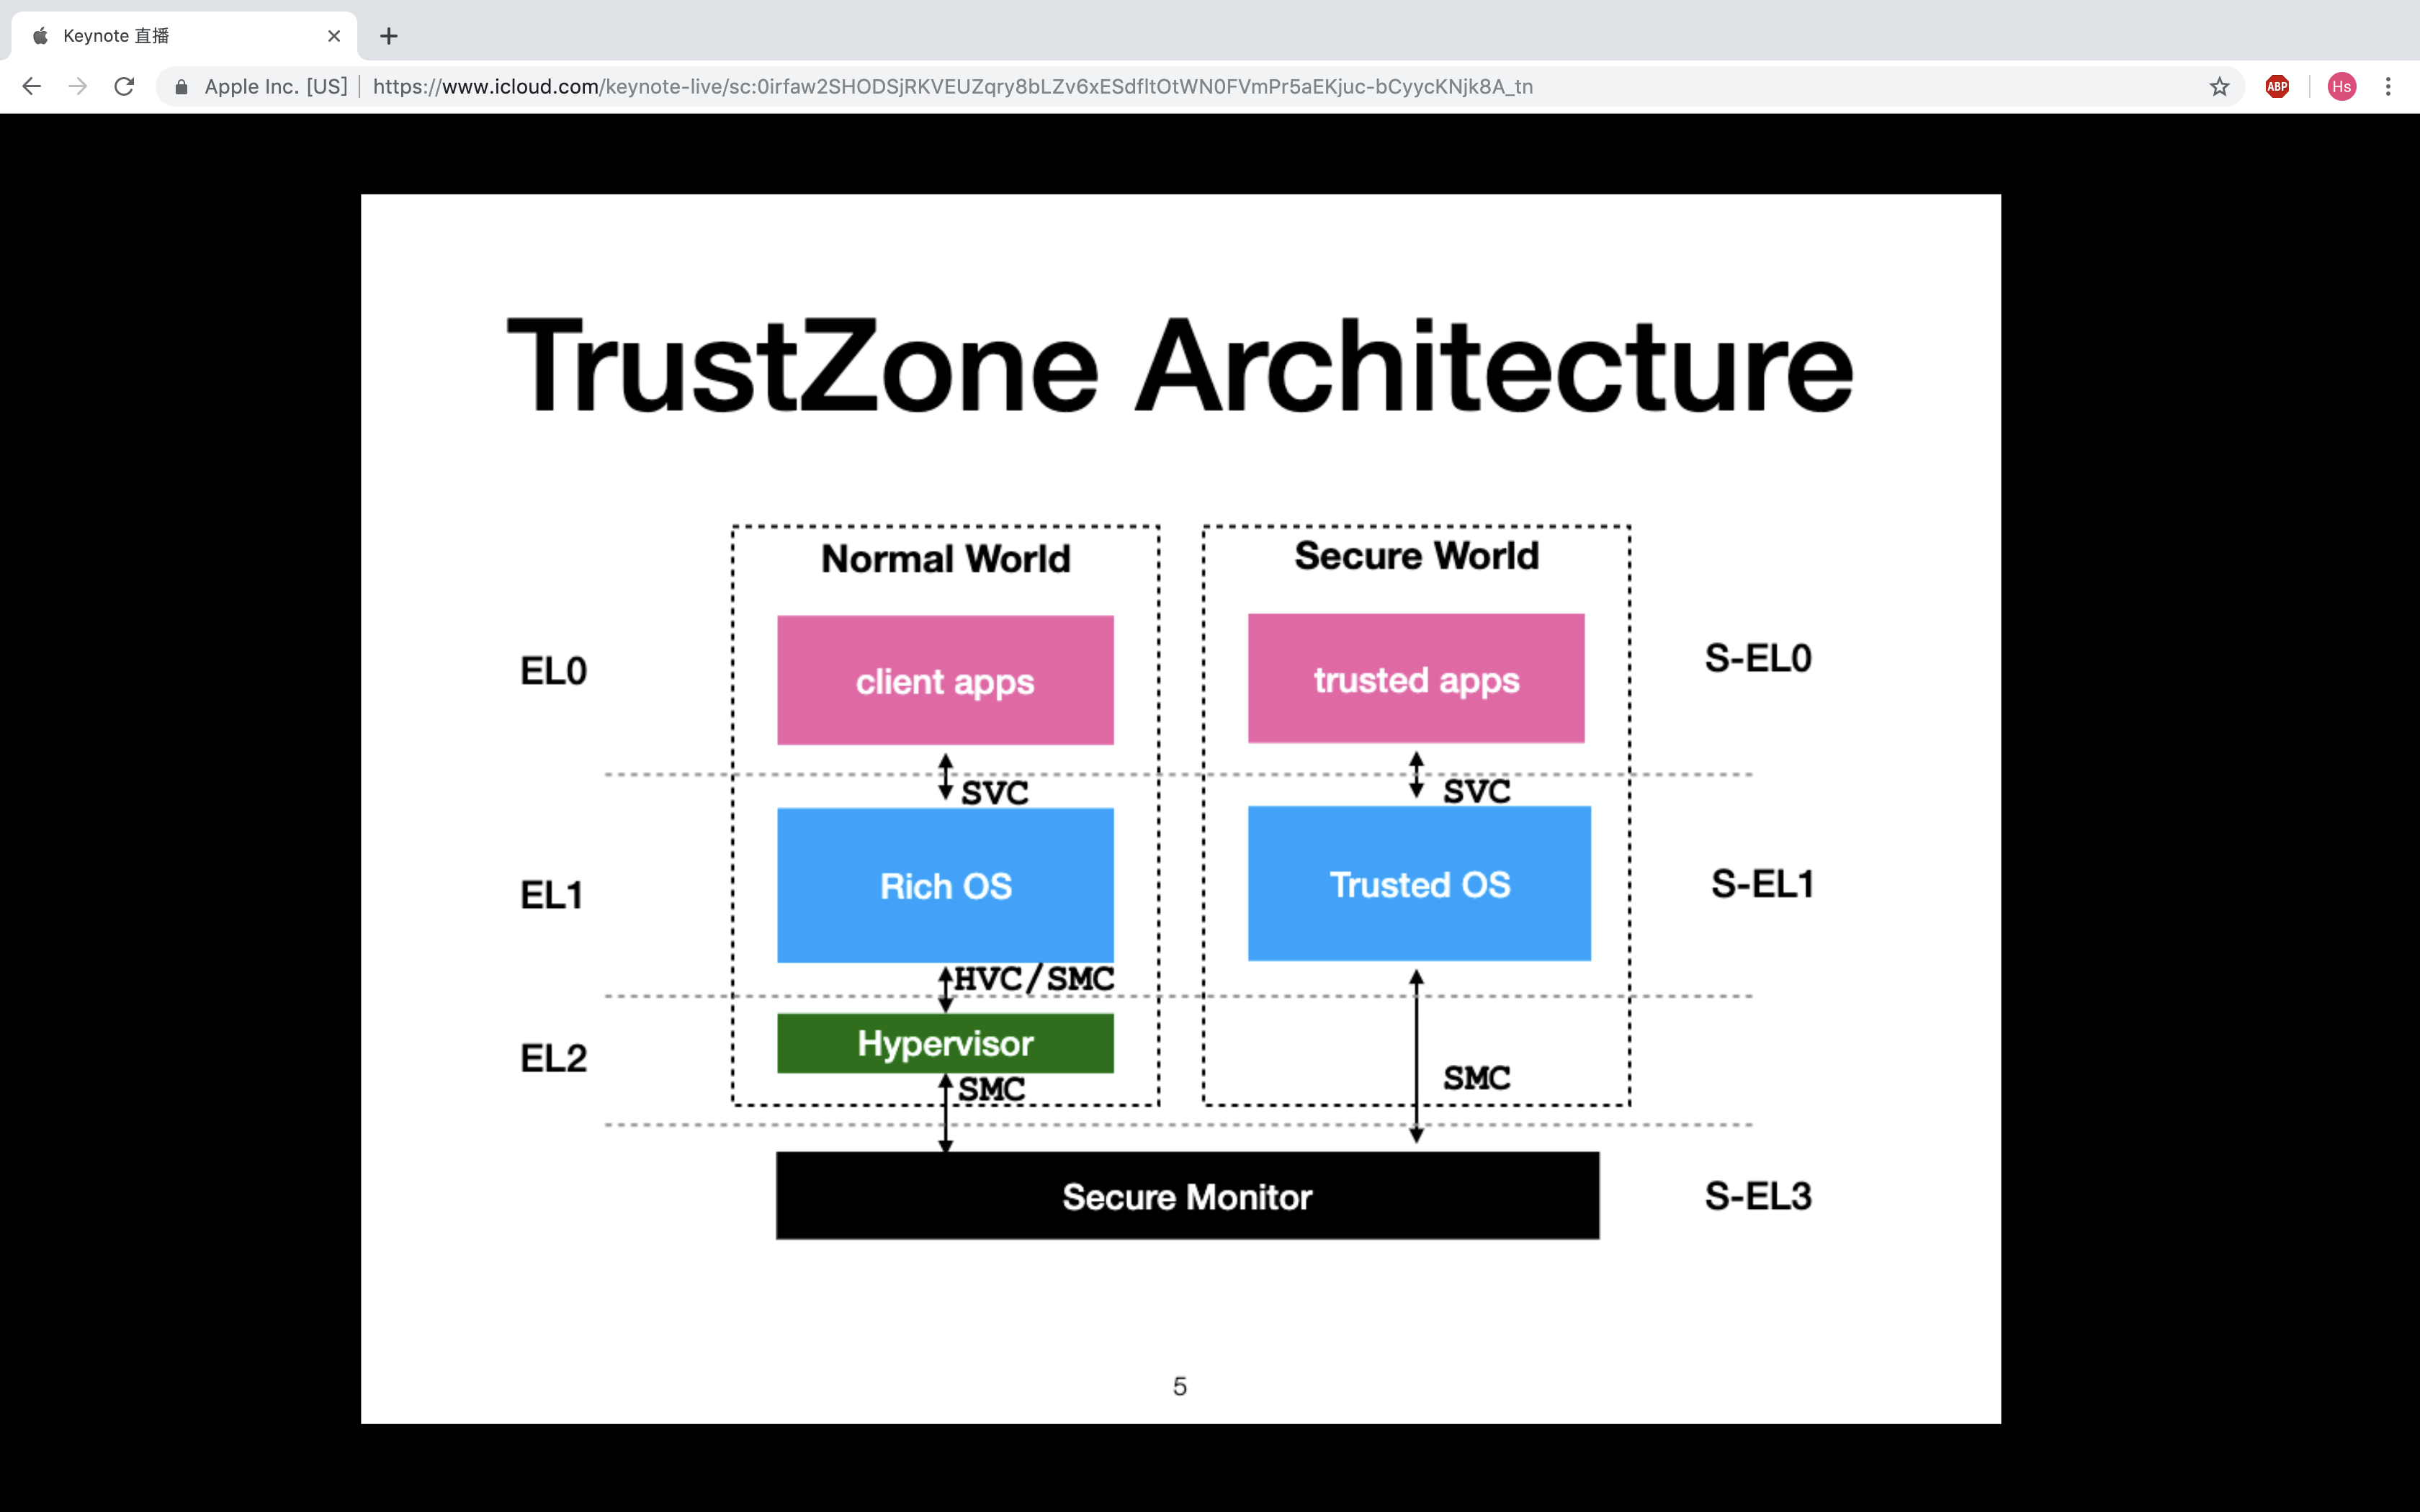 Keynote 直播
Apple Inc. [US] https://www.icloud.com/keynote-live/sc:0irfaw2SHODSjRKVEUZqry8bLZv6xESdfItOtWN0FVmPr5aEKjuc-bCyycKNjk8A_tn
ABP
Hs
TrustZone Architecture
Normal World
Secure World
EL0
client apps
trusted apps
S-EL0
SVC
SVC
EL1
Rich OS
Trusted OS
S-EL1
HVC/SMC
EL2
Hypervisor
SMC
SMC
Secure Monitor
S-EL3
5